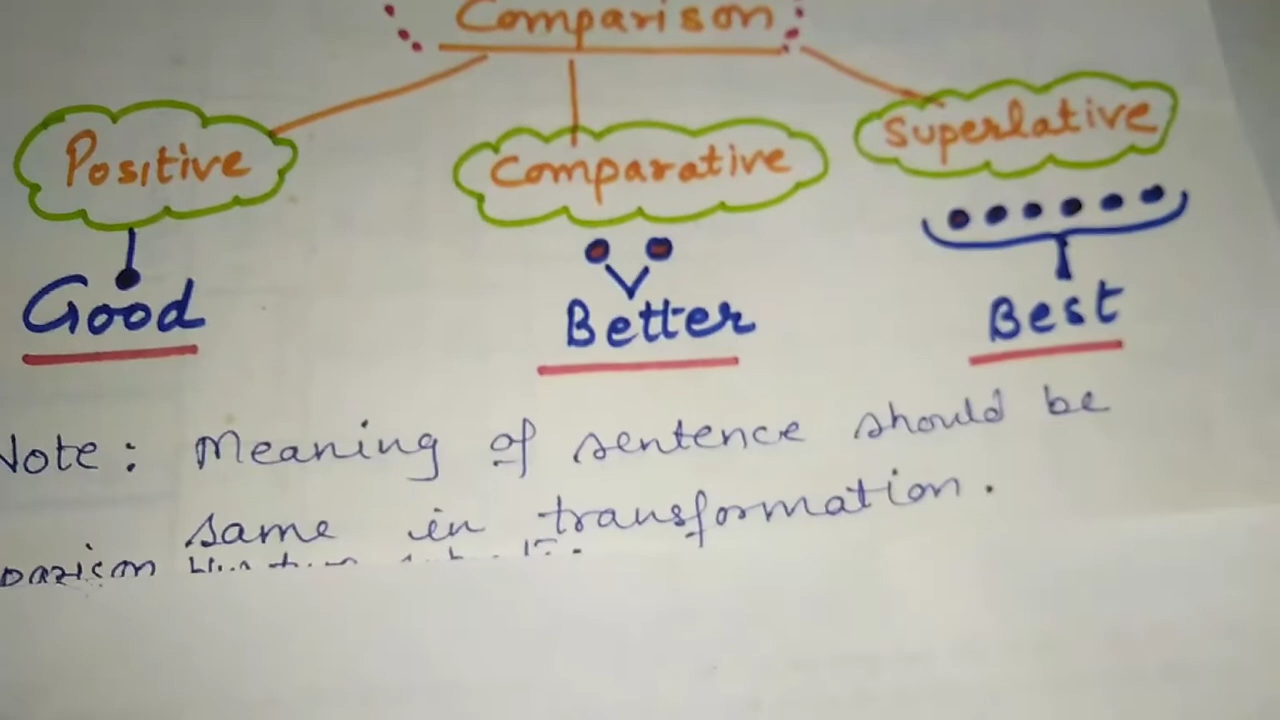 Comparison
Positive
Comparative
Superlative
Good
Better
Best
Note: Meaning of sentence should be
same in transformation.